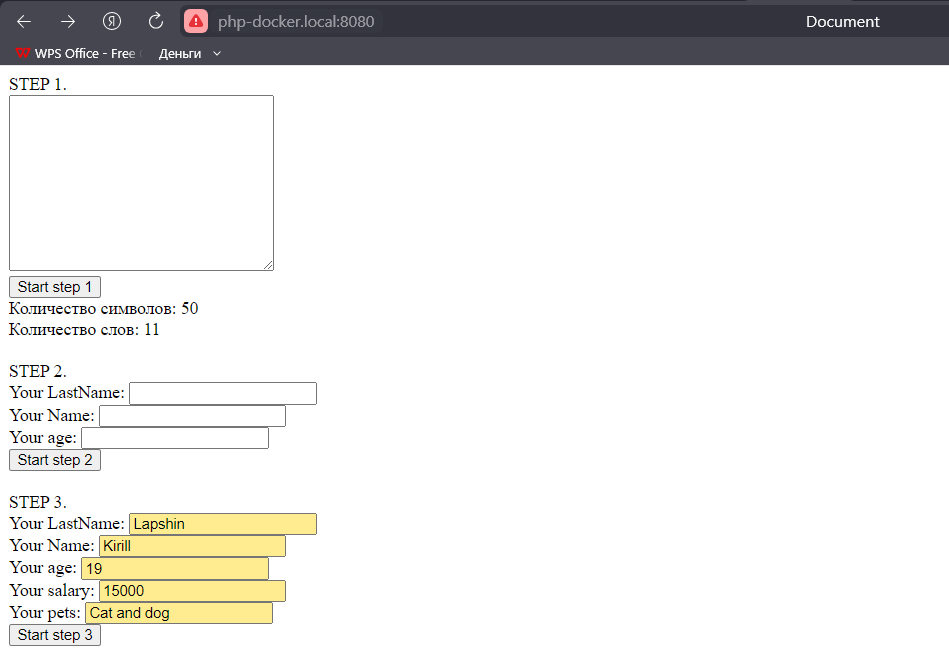 Я php-docker.local:8080 Document
WPS Office - Free Деньги
STEP 1.
Start step 1
Количество символов: 50
Количество слов: 11
STEP 2.
Your LastName:
Your Name:
Your age:
Start step 2
STEP 3.
Your LastName: Lapshin
Your Name: Kirill
Your age: 19
Your salary: 15000
Your pets: Cat and dog
Start step 3